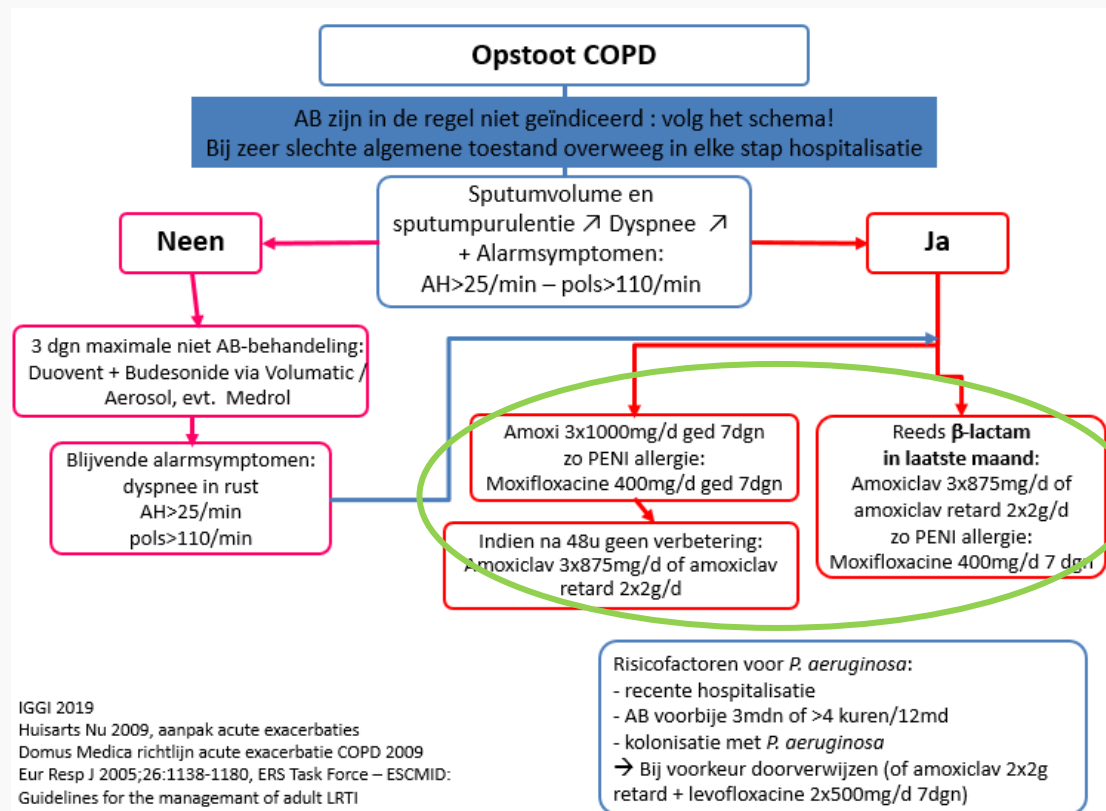 Opstoot COPD
AB zijn in de regel niet geïndiceerd : volg het schema!
Bij zeer slechte algemene toestand overweeg in elke stap hospitalisatie
Sputumvolume en
sputumpurulentie ↗ Dyspnee ↗
+ Alarmsymptomen:
AH>25/min – pols>110/min
Neen
Ja
3 dgn maximale niet AB-behandeling:
Duovent + Budesonide via Volumatic /
Aerosol, evt. Medrol
Blijvende alarmsymptomen:
dyspnee in rust
AH>25/min
pols>110/min
Amoxi 3x1000mg/d ged 7dgn
zo PENI allergie:
Moxifloxacine 400mg/d ged 7dgn
Indien na 48u geen verbetering:
Amoxiclav 3x875mg/d of amoxiclav
retard 2x2g/d
Reeds β-lactam
in laatste maand:
Amoxiclav 3x875mg/d of
amoxiclav retard 2x2g/d
zo PENI allergie:
Moxifloxacine 400mg/d 7 dgn
Risicofactoren voor P. aeruginosa:
- recente hospitalisatie
- AB voorbije 3mdn of >4 kuren/12md
- kolonisatie met P. aeruginosa
→ Bij voorkeur doorverwijzen (of amoxiclav 2x2g
retard + levofloxacine 2x500mg/d 7dgn)
IGGI 2019
Huisarts Nu 2009, aanpak acute exacerbaties
Domus Medica richtlijn acute exacerbatie COPD 2009
Eur Resp J 2005;26:1138-1180, ERS Task Force – ESCMID:
Guidelines for the managemant of adult LRTI